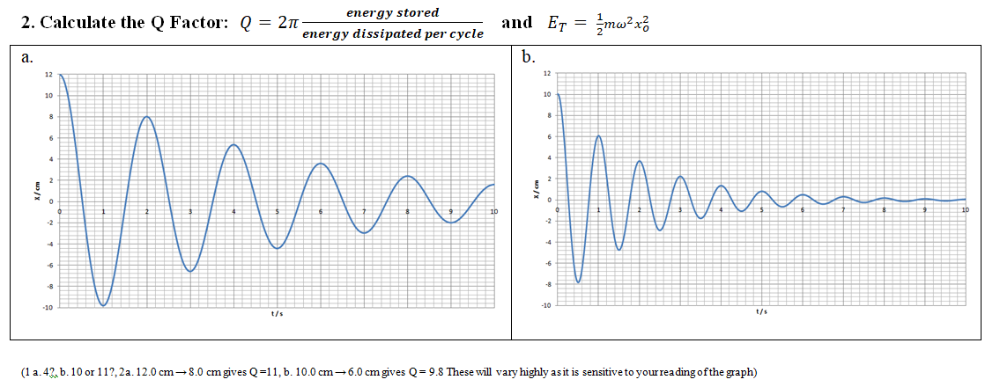 2. Calculate the Q Factor: Q = 2π energy stored / energy dissipated per cycle and E_T = ½mω²x₀²
a.
12
10
8
6
4
2
0
-2
-4
-6
-8
-10
X / cm
0 1 2 3 4 5 6 7 8 9 10
t / s
b.
12
10
8
6
4
2
0
-2
-4
-6
-8
-10
X / cm
0 1 2 3 4 5 6 7 8 9 10
t / s
(1 a. 4?, b. 10 or 11?, 2a. 12.0 cm→8.0 cm gives Q=11, b. 10.0 cm→6.0 cm gives Q= 9.8 These will vary highly as it is sensitive to your reading of the graph)